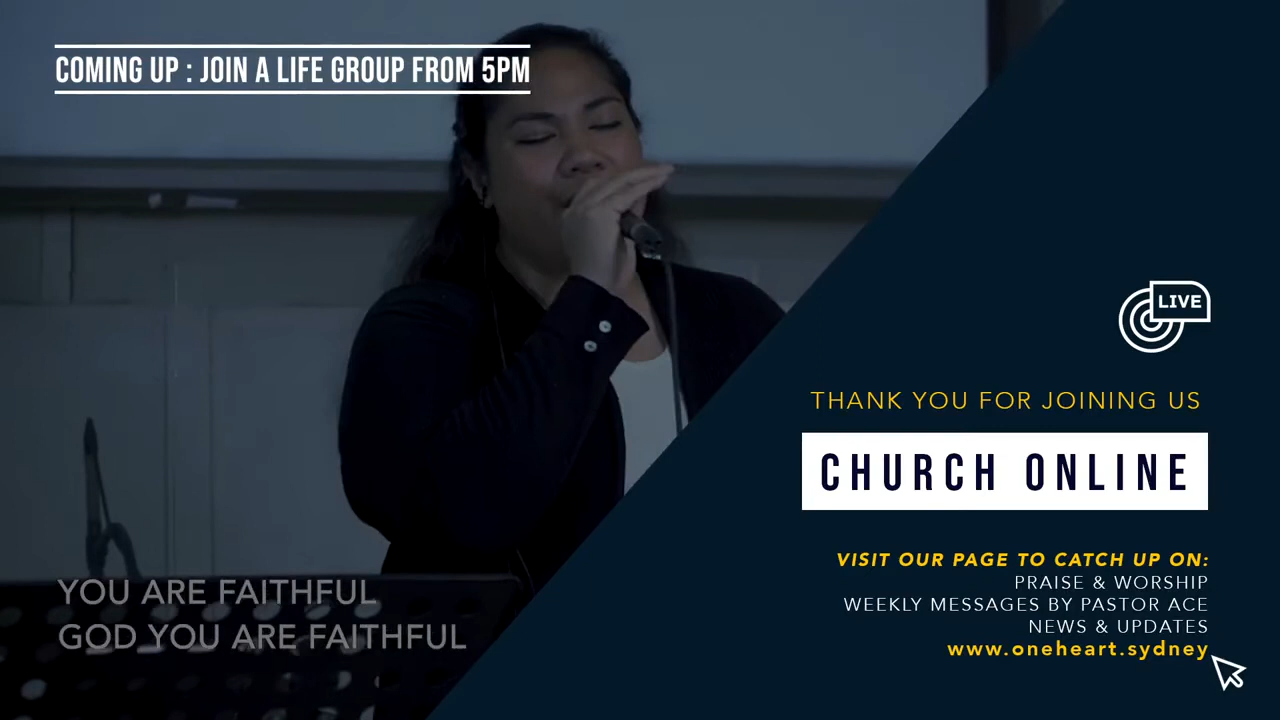 COMING UP : JOIN A LIFE GROUP FROM 5PM
LIVE
THANK YOU FOR JOINING US
CHURCH ONLINE
VISIT OUR PAGE TO CATCH UP ON:
PRAISE & WORSHIP
WEEKLY MESSAGES BY PASTOR ACE
NEWS & UPDATES
www.oneheart.sydney
YOU ARE FAITHFUL
GOD YOU ARE FAITHFUL